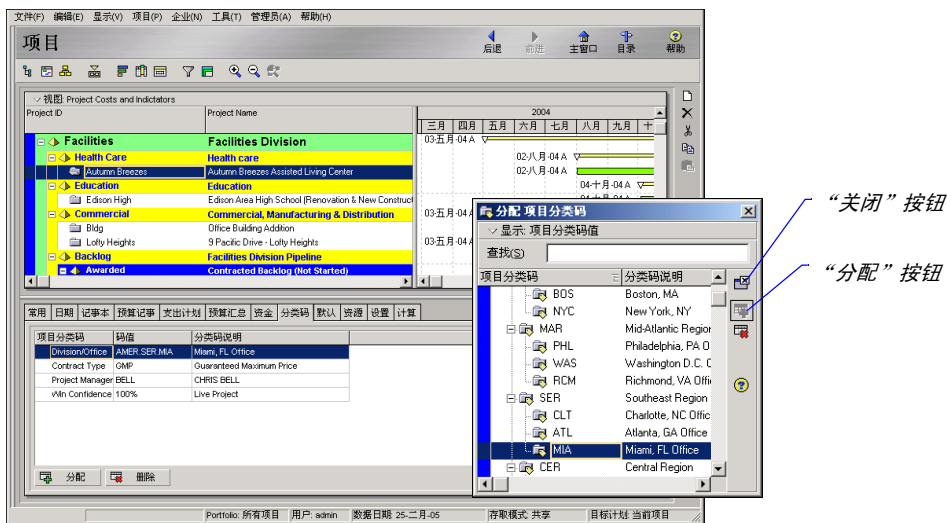 文件(F) 编辑(E) 显示(V) 项目(P) 企业(N) 工具(T) 管理员(A) 帮助(H)
项目
后退 前进 主窗口 目录 帮助
视图: Project Costs and Indictators
Project ID Project Name 2004
三月 四月 五月 六月 七月 八月 九月 十
Facilities Facilities Division 03-五月-04 A
Health Care Health care 02-八月-04 A
Autumn Breezes Autumn Breezes Assisted Living Center 02-八月-04 A
Education Education 04-十月-04 A
Edison High Edison Area High School (Renovation & New Construct
Commercial Commercial, Manufacturing & Distribution 03-五月-04 A
Bldg Office Building Addition
Lofty Heights 9 Pacific Drive - Lofty Heights 03-五月-04 A
Backlog Facilities Division Pipeline
Awarded Contracted Backlog (Not Started)
常用 日期 记事本 预算记事 支出计划 预算汇总 资金 分类码 默认 资源 设置 计算
项目分类码 码值 分类码说明
Division/Office AMER.SER.MIA Miami, FL Office
Contract Type GMP Guaranteed Maximum Price
Project Manager BELL CHRIS BELL
Win Confidence 100% Live Project
分配 删除
Portfolio: 所有项目 用户: admin 数据日期: 25-二月-05 存取模式: 共享 目标计划: 当前项目
分配 项目分类码
显示: 项目分类码值
查找(S)
项目分类码 分类码说明
BOS Boston, MA
NYC New York, NY
MAR Mid-Atlantic Region
PHL Philadelphia, PA O
WAS Washington D.C. O
RCM Richmond, VA Offi
SER Southeast Region
CLT Charlotte, NC Offic
ATL Atlanta, GA Office
MIA Miami, FL Office
CER Central Region
“关闭”按钮
“分配”按钮